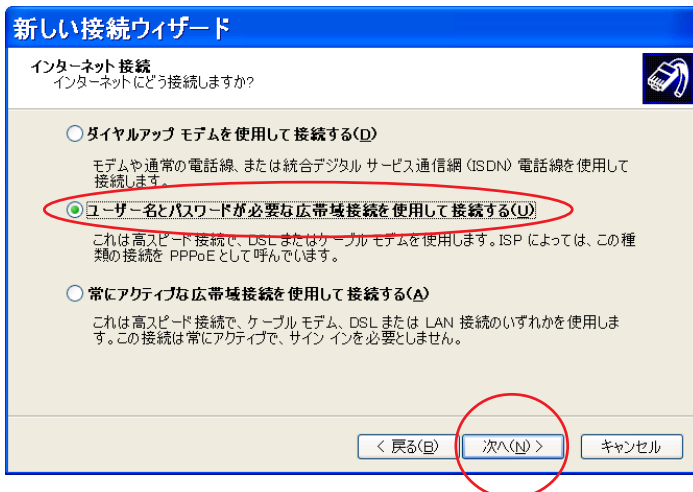 新しい接続ウィザード
インターネット接続
インターネットにどう接続しますか?
ダイヤルアップ モデムを使用して接続する(D)
モデムや通常の電話線、または統合デジタル サービス通信網 (ISDN) 電話線を使用して
接続します。
ユーザー名とパスワードが必要な広帯域接続を使用して接続する(U)
これは高スピード接続で、DSL またはケーブル モデムを使用します。ISP によっては、この種
類の接続を PPPoE として呼んでいます。
常にアクティブな広帯域接続を使用して接続する(A)
これは高スピード接続で、ケーブル モデム、DSL または LAN 接続のいずれかを使用しま
す。この接続は常にアクティブで、サイン インを必要としません。
< 戻る(B) 次へ(N) > キャンセル